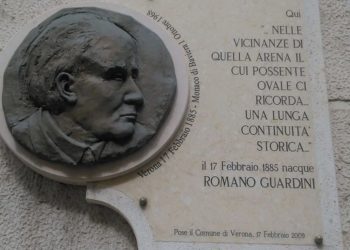 Verona 17 Febbraio 1885 - Monaco di Baviera 1 Ottobre 1968
Qui
.. NELLE
VICINANZE DI
QUELLA ARENA IL
CUI POSSENTE
OVALE CI
RICORDA...
UNA LUNGA
CONTINUITA'
STORICA.."
il 17 Febbraio 1885 nacque
ROMANO GUARDINI
Pose il Comune di Verona, 17 Febbraio 2009